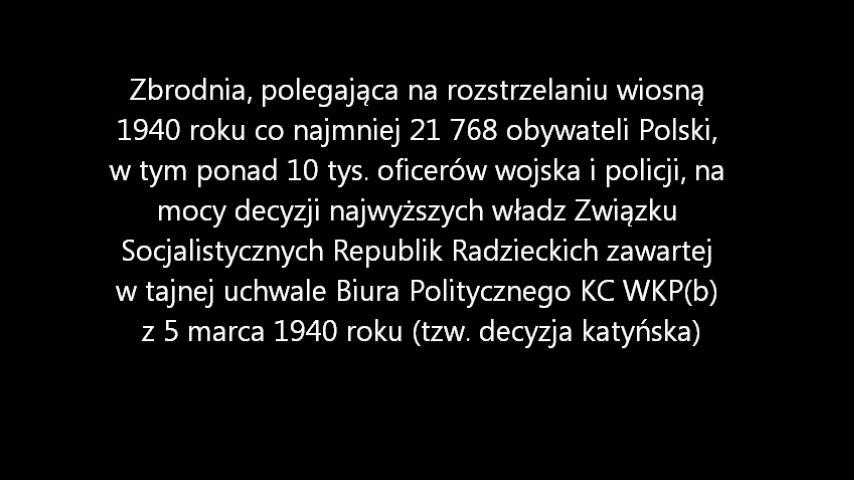 Zbrodnia, polegająca na rozstrzelaniu wiosną
1940 roku co najmniej 21 768 obywateli Polski,
w tym ponad 10 tys. oficerów wojska i policji, na
mocy decyzji najwyższych władz Związku
Socjalistycznych Republik Radzieckich zawartej
w tajnej uchwale Biura Politycznego KC WKP(b)
z 5 marca 1940 roku (tzw. decyzja katyńska)